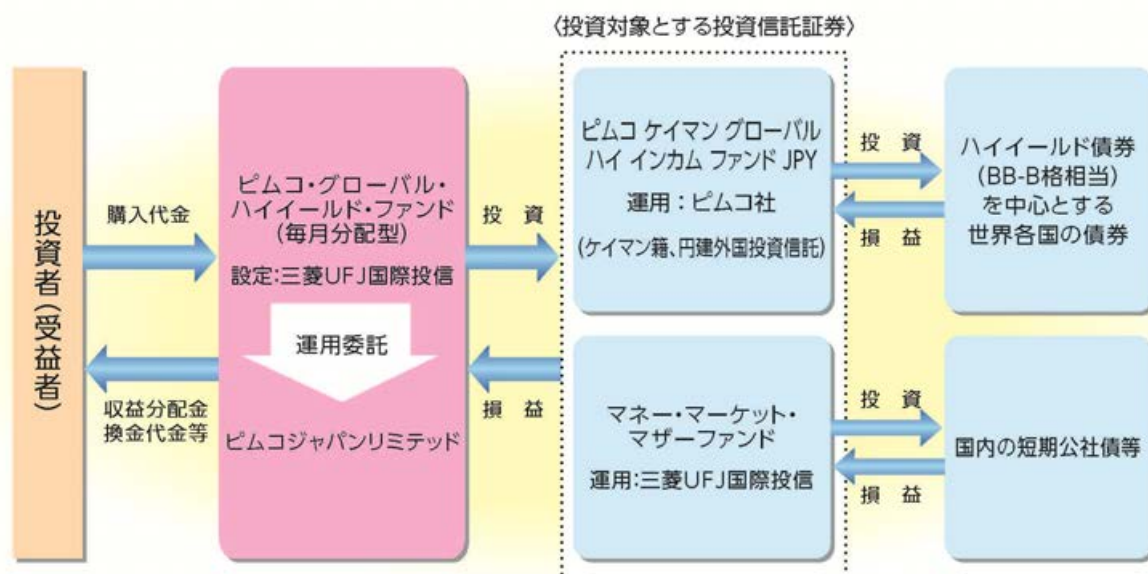 〈投資対象とする投資信託証券〉
投資者(受益者)
購入代金
収益分配金
換金代金等
ピムコ・グローバル・
ハイイールド・ファンド
(毎月分配型)
設定:三菱UFJ国際投信
運用委託
ピムコジャパンリミテッド
投 資
損 益
ピムコ ケイマン グローバル
ハイ インカム ファンド JPY
運用：ピムコ社
(ケイマン籍、円建外国投資信託)
投 資
損 益
ハイイールド債券
(BB-B格相当)
を中心とする
世界各国の債券
マネー・マーケット・
マザーファンド
運用:三菱UFJ国際投信
投 資
損 益
国内の短期公社債等